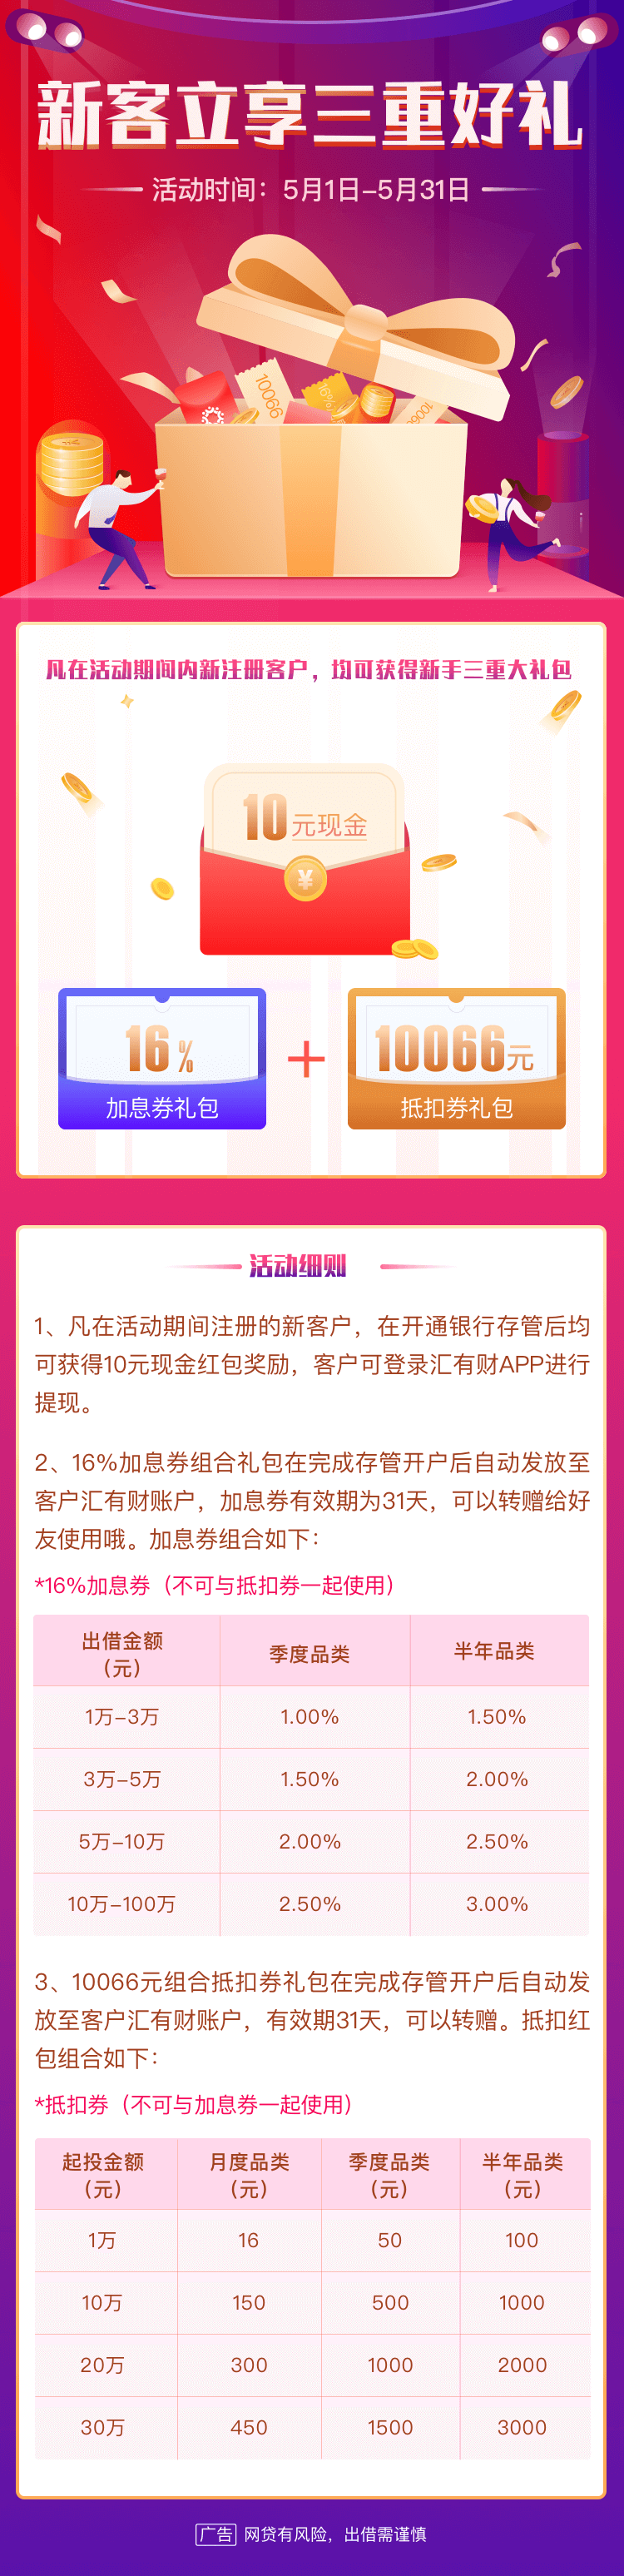 新客立享三重好礼
活动时间：5月1日-5月31日
10066
16%
1006
凡在活动期间内新注册客户，均可获得新手三重大礼包
10元现金
¥
16%
加息券礼包
+
10066元
抵扣券礼包
活动细则
1、凡在活动期间注册的新客户，在开通银行存管后均
可获得10元现金红包奖励，客户可登录汇有财APP进行
提现。
2、16%加息券组合礼包在完成存管开户后自动发放至
客户汇有财账户，加息券有效期为31天，可以转赠给好
友使用哦。加息券组合如下：
*16%加息券（不可与抵扣券一起使用）
出借金额
（元）
季度品类
半年品类
1万-3万 1.00% 1.50%
3万-5万 1.50% 2.00%
5万-10万 2.00% 2.50%
10万-100万 2.50% 3.00%
3、10066元组合抵扣券礼包在完成存管开户后自动发
放至客户汇有财账户，有效期31天，可以转赠。抵扣红
包组合如下：
*抵扣券（不可与加息券一起使用）
起投金额 月度品类 季度品类 半年品类
（元） （元） （元） （元）
1万 16 50 100
10万 150 500 1000
20万 300 1000 2000
30万 450 1500 3000
广告 网贷有风险，出借需谨慎